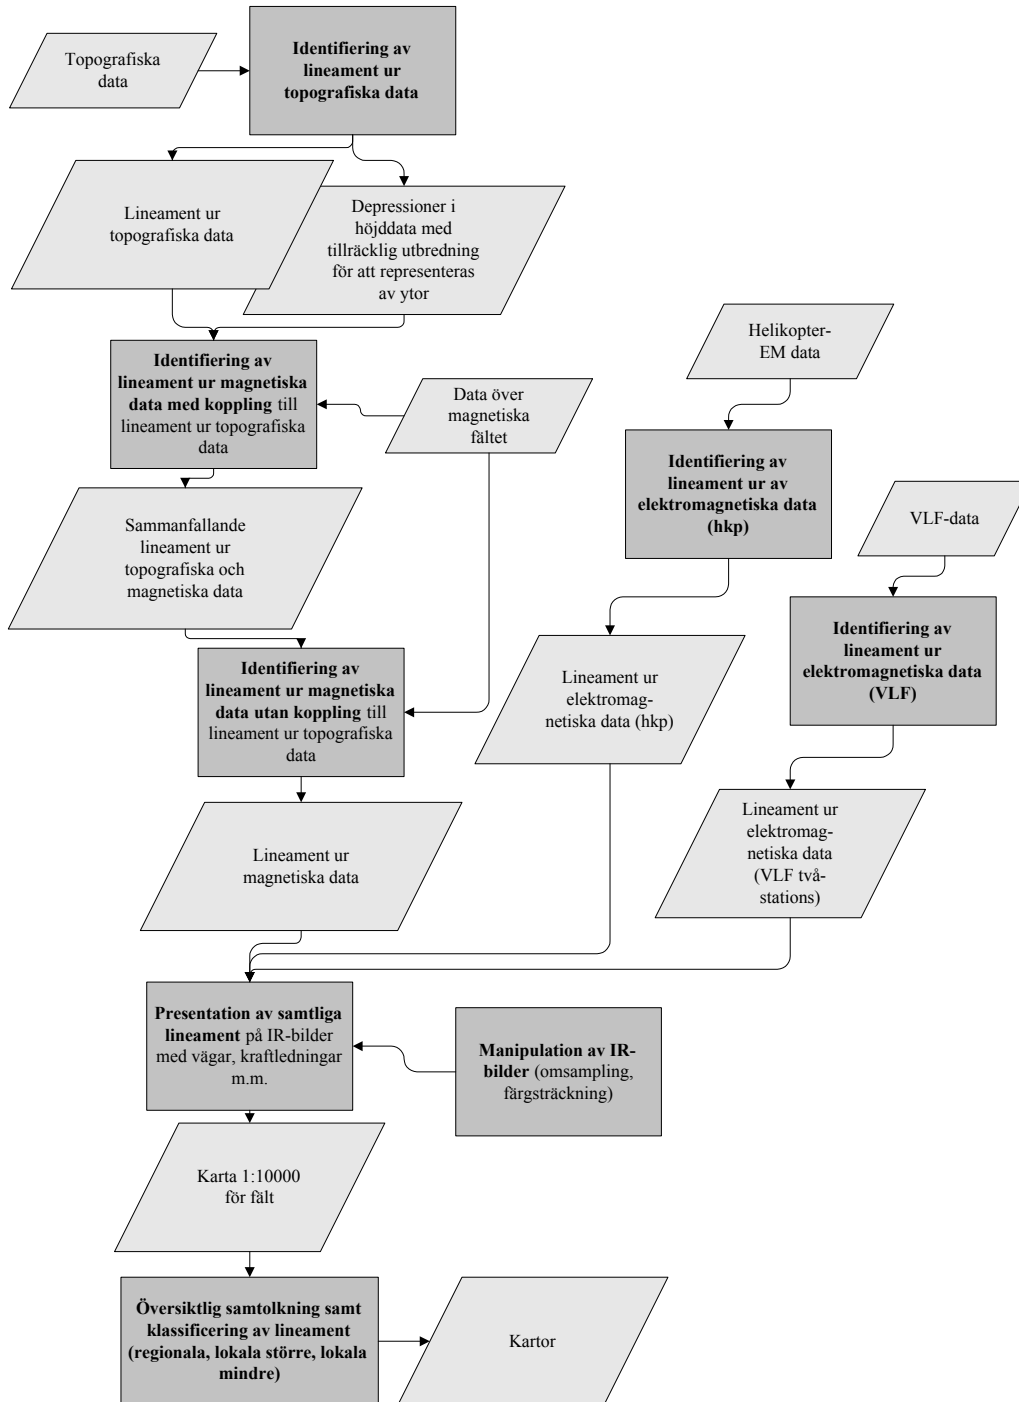 Topografiska
data
Identifiering av
lineament ur
topografiska data
Lineament ur
topografiska data
Depressioner i
höjddata med
tillräcklig utbredning
för att representeras
av ytor
Identifiering av
lineament ur magnetiska
data med koppling till
lineament ur topografiska
data
Data över
magnetiska
fältet
Helikopter-
EM data
Identifiering av
lineament ur av
elektromagnetiska data
(hkp)
VLF-data
Sammanfallande
lineament ur
topografiska och
magnetiska data
Identifiering av
lineament ur
elektromagnetiska data
(VLF)
Identifiering av
lineament ur magnetiska
data utan koppling till
lineament ur topografiska
data
Lineament ur
elektromag-
netiska data (hkp)
Lineament ur
magnetiska data
Lineament ur
elektromag-
netiska data
(VLF två-
stations)
Presentation av samtliga
lineament på IR-bilder
med vägar, kraftledningar
m.m.
Manipulation av IR-
bilder (omsampling,
färgsträckning)
Karta 1:10000
för fält
Översiktlig samtolkning samt
klassificering av lineament
(regionala, lokala större, lokala
mindre)
Kartor